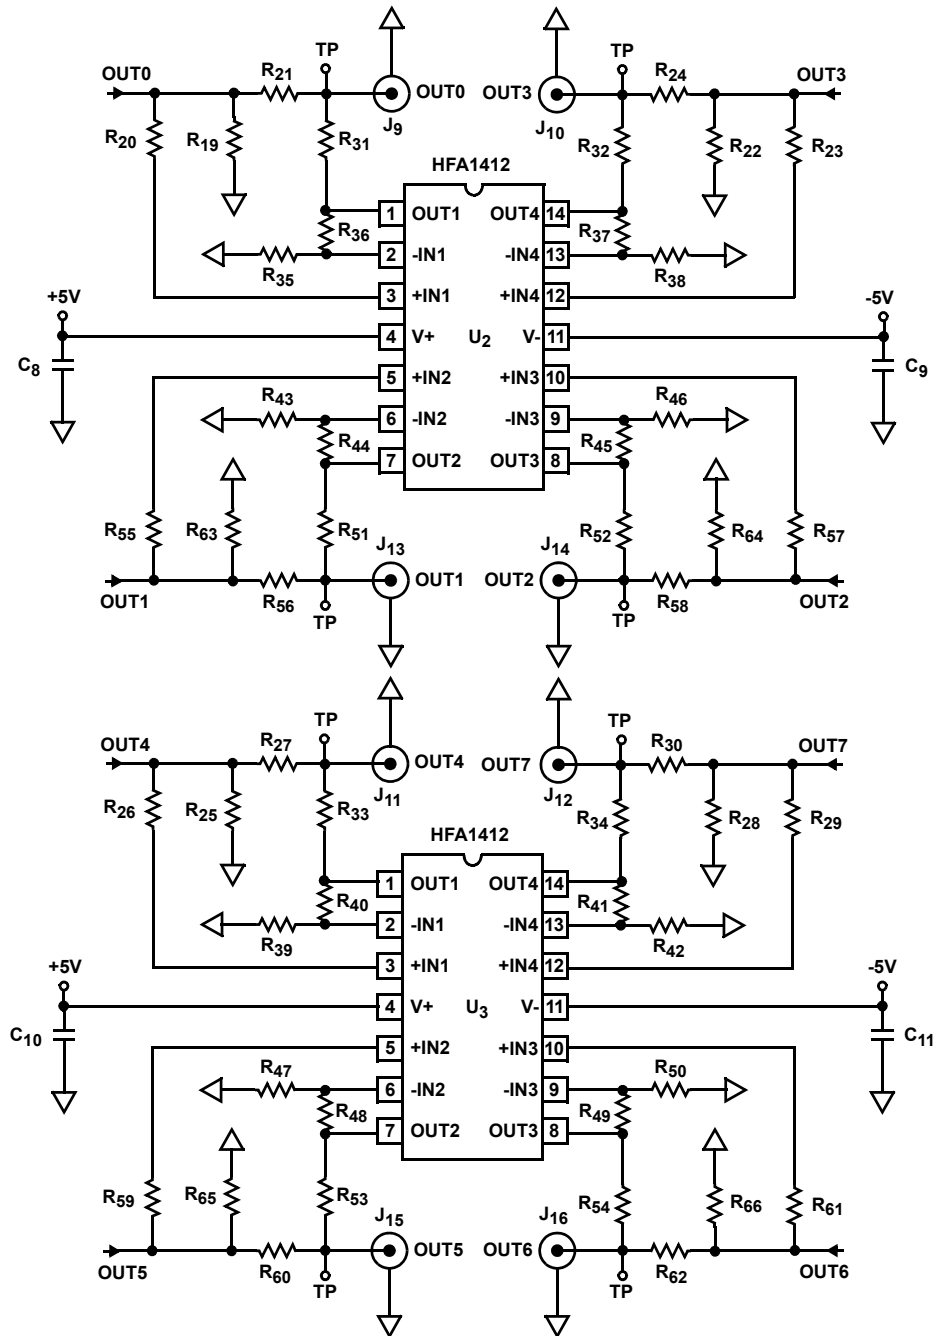 TP TP
OUT0 R21 OUT0 OUT3 R24 OUT3
J9 J10
R20 R19 R31 R32 R22 R23
HFA1412
1 OUT1 OUT4 14
R36 R37
2 -IN1 -IN4 13
R35 R38
3 +IN1 +IN4 12
+5V -5V
4 V+ U2 V- 11
C8 C9
5 +IN2 +IN3 10
R43 R46
6 -IN2 -IN3 9
R44 R45
7 OUT2 OUT3 8
R55 R63 R51 R52 R64 R57
J13 J14
OUT1 R56 OUT1 OUT2 R58 OUT2
TP TP
TP TP
OUT4 R27 OUT4 OUT7 R30 OUT7
J11 J12
R26 R25 R33 R34 R28 R29
HFA1412
1 OUT1 OUT4 14
R40 R41
2 -IN1 -IN4 13
R39 R42
3 +IN1 +IN4 12
+5V -5V
4 V+ U3 V- 11
C10 C11
5 +IN2 +IN3 10
R47 R50
6 -IN2 -IN3 9
R48 R49
7 OUT2 OUT3 8
R59 R65 R53 R54 R66 R61
J15 J16
OUT5 R60 OUT5 OUT6 R62 OUT6
TP TP